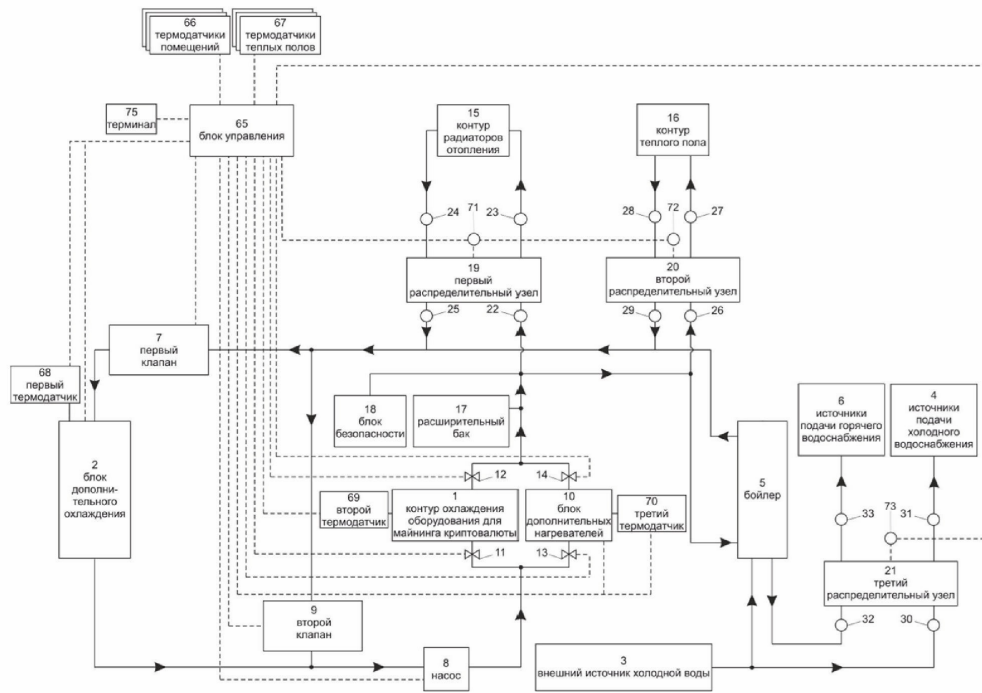 66
термодатчики
помещений
67
термодатчики
теплых полов
75
терминал
65
блок управления
15
контур
радиаторов
отопления
16
контур
теплого пола
24
23
71
28
27
72
19
первый
распределительный узел
20
второй
распределительный узел
25
22
29
26
7
первый
клапан
68
первый
термодатчик
18
блок
безопасности
17
расширительный
бак
6
источники
подачи горячего
водоснабжения
4
источники
подачи
холодного
водоснабжения
2
блок
дополни-
тельного
охлаждения
12
14
5
бойлер
69
второй
термодатчик
1
контур охлаждения
оборудования для
майнинга криптовалюты
10
блок
дополнительных
нагревателей
70
третий
термодатчик
33
73
31
11
13
21
третий
распределительный узел
9
второй
клапан
32
30
8
насос
3
внешний источник холодной воды